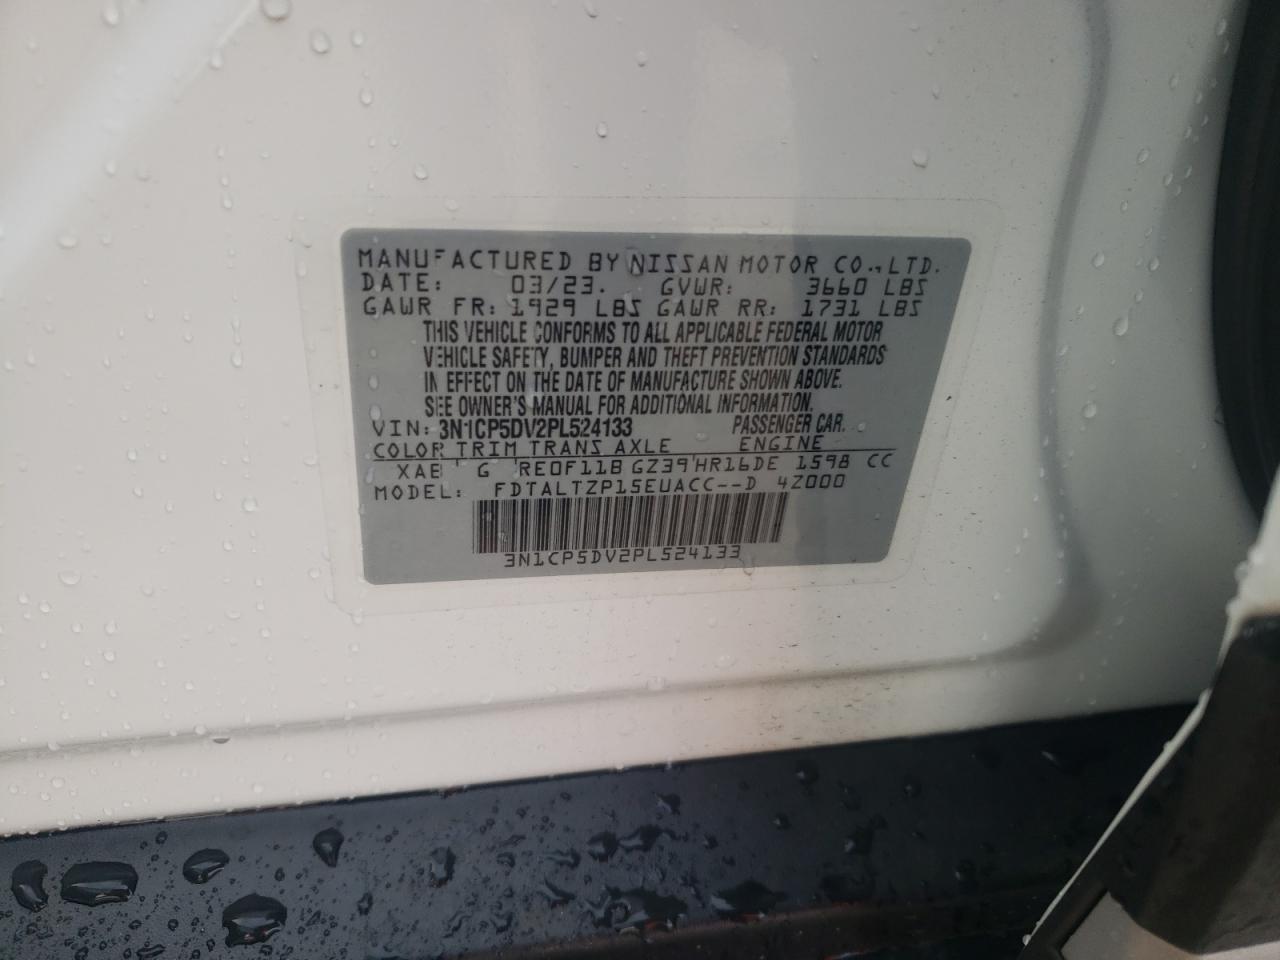 MANUFACTURED BY NISSAN MOTOR CO.,LTD.
DATE: 03/23. GVWR: 3660 LBS
GAWR FR: 1929 LBS GAWR RR: 1731 LBS
THIS VEHICLE CONFORMS TO ALL APPLICABLE FEDERAL MOTOR
VEHICLE SAFETY, BUMPER AND THEFT PREVENTION STANDARDS
IN EFFECT ON THE DATE OF MANUFACTURE SHOWN ABOVE.
SEE OWNER'S MANUAL FOR ADDITIONAL INFORMATION.
VIN: 3N1CP5DV2PL524133 PASSENGER CAR.
COLOR TRIM TRANS AXLE ENGINE
XAB G RE0F11B GZ39 HR16DE 1598 CC
MODEL: FDTALTZP15EUACC--D 4Z000
3N1CP5DV2PL524133